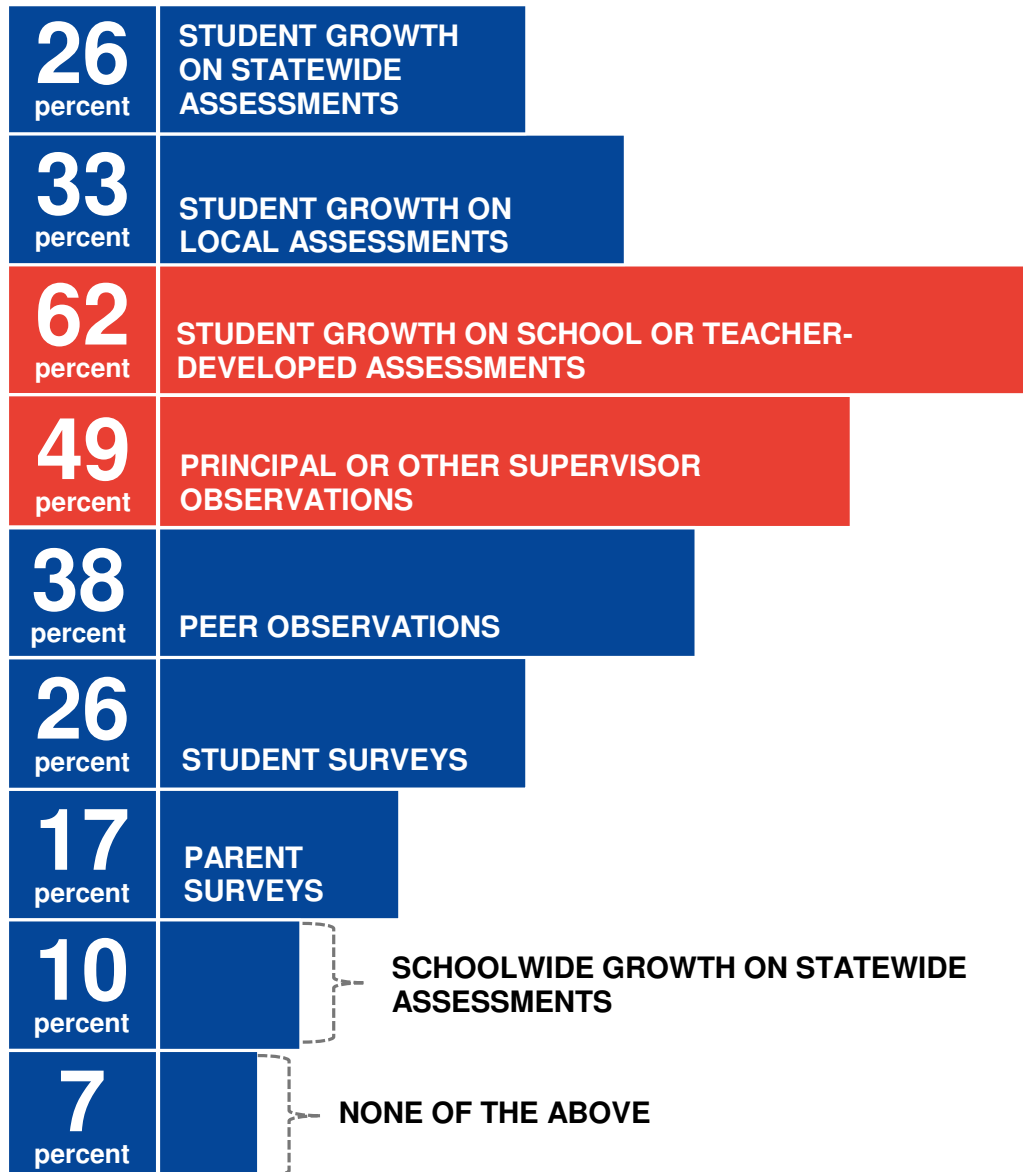 26
percent
STUDENT GROWTH
ON STATEWIDE
ASSESSMENTS
33
percent
STUDENT GROWTH ON
LOCAL ASSESSMENTS
62
percent
STUDENT GROWTH ON SCHOOL OR TEACHER-
DEVELOPED ASSESSMENTS
49
percent
PRINCIPAL OR OTHER SUPERVISOR
OBSERVATIONS
38
percent
PEER OBSERVATIONS
26
percent
STUDENT SURVEYS
17
percent
PARENT
SURVEYS
10
percent
SCHOOLWIDE GROWTH ON STATEWIDE
ASSESSMENTS
7
percent
NONE OF THE ABOVE